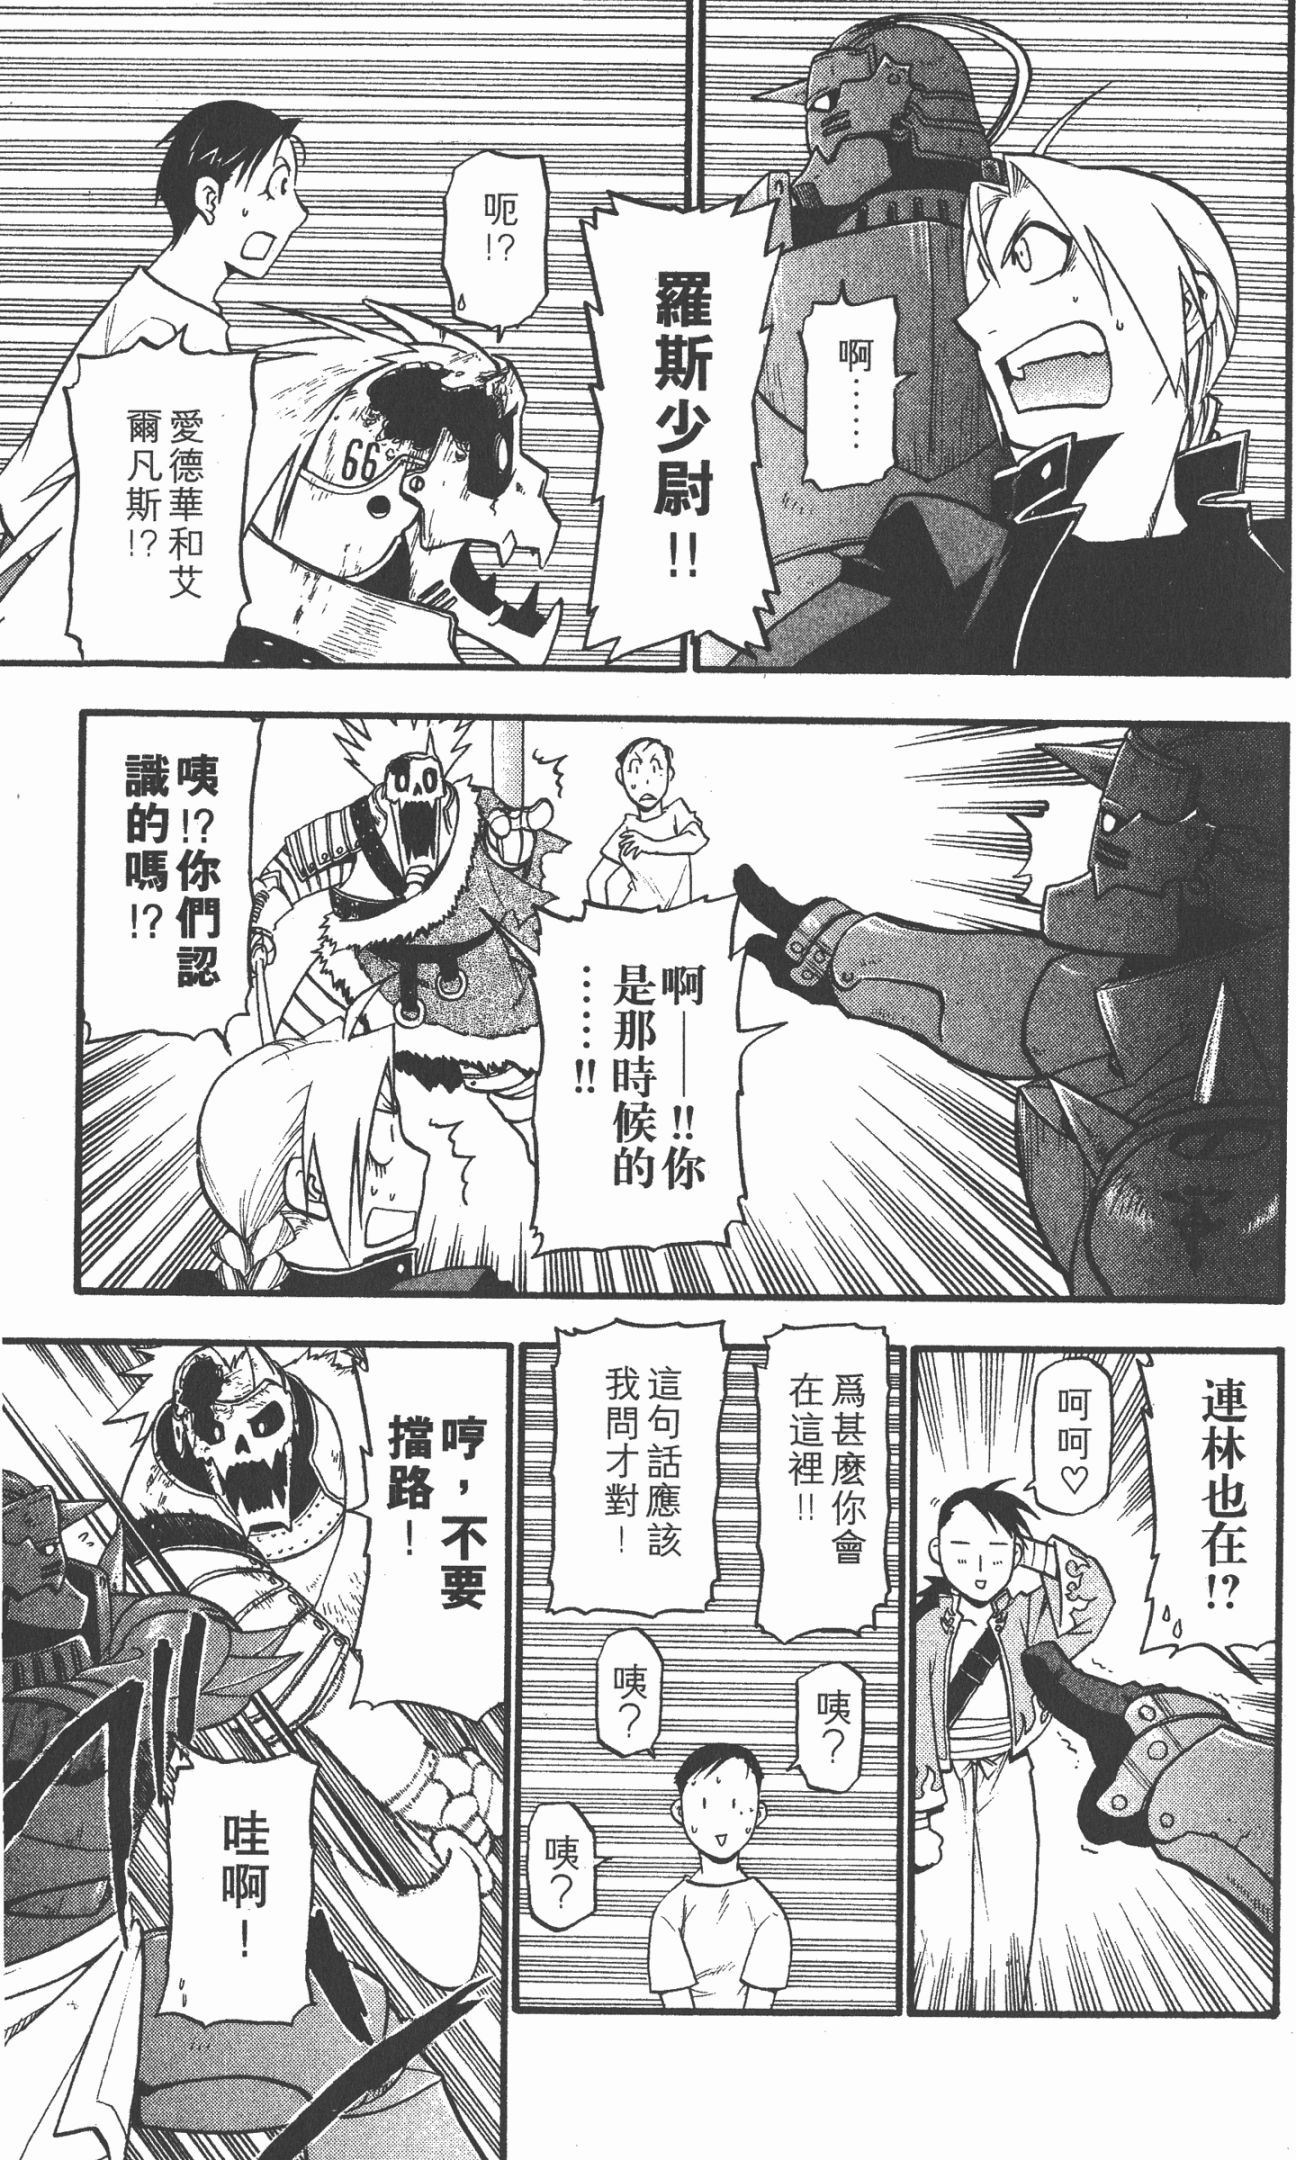 啊……
羅斯少尉!!
呃!?
66
愛德華和艾
爾凡斯!?
啊——!!你
是那時候的
……!!
咦!?你們認
識的嗎!?
連林也在!?
呵呵♡
爲甚麼你會
在這裡!!
這句話應該
我問才對！
咦？
咦？
咦？
哼，不要
擋路！
哇啊！